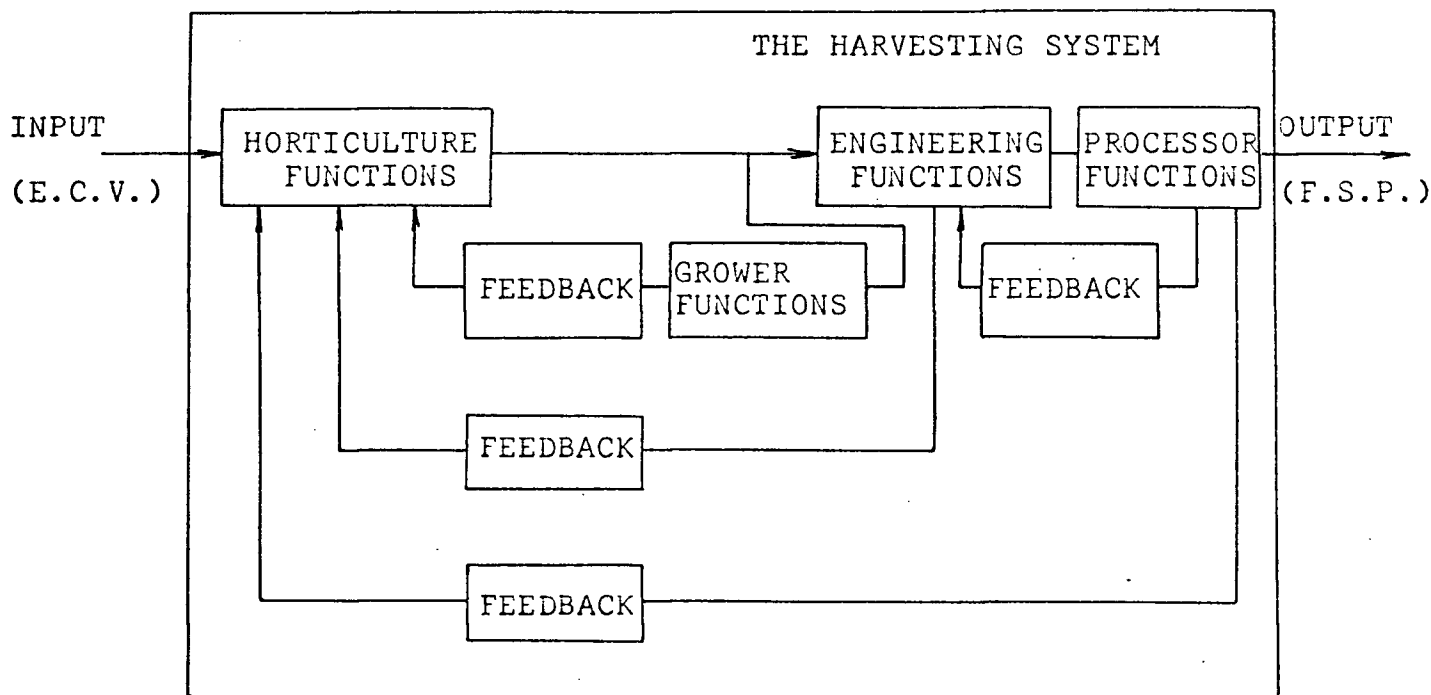 THE HARVESTING SYSTEM
INPUT
(E.C.V.)
HORTICULTURE
FUNCTIONS
ENGINEERING
FUNCTIONS
PROCESSOR
FUNCTIONS
OUTPUT
(F.S.P.)
FEEDBACK
GROWER
FUNCTIONS
FEEDBACK
FEEDBACK
FEEDBACK